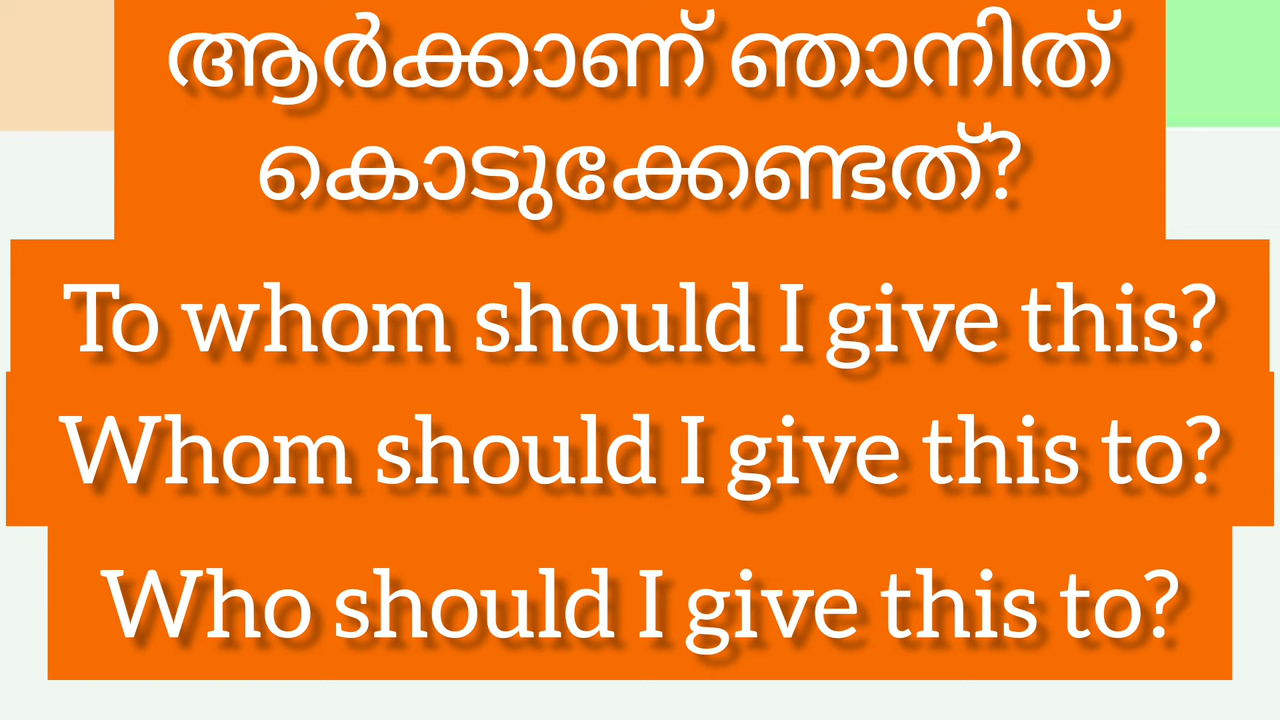 ആർക്കാണ് ഞാനിത്
കൊടുക്കേണ്ടത്?
To whom should I give this?
Whom should I give this to?
Who should I give this to?